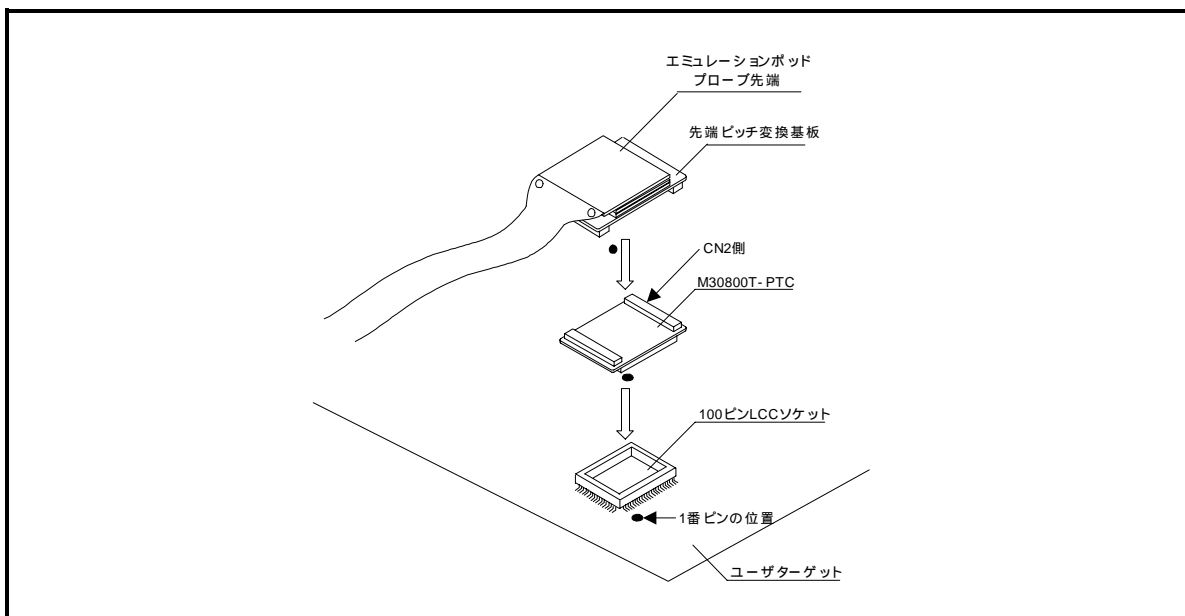 エミュレーションポッド
プローブ先端
先端ピッチ変換基板
CN2側
M30800T-PTC
100ピンLCCソケット
1番ピンの位置
ユーザターゲット